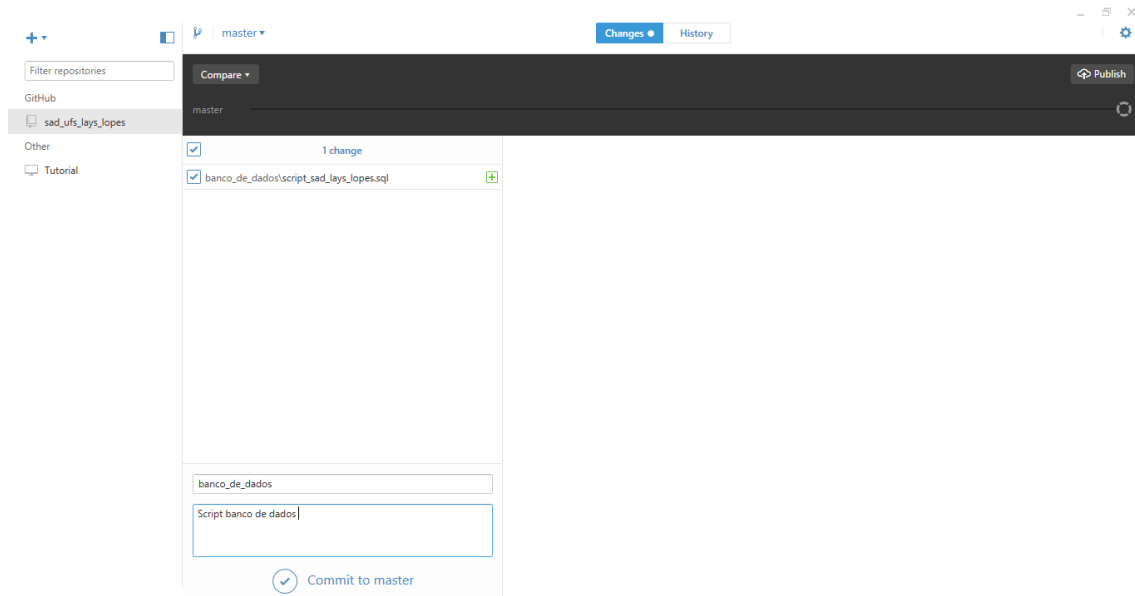 master
Changes
History
Filter repositories
GitHub
sad_ufs_lays_lopes
Other
Tutorial
Compare
Publish
master
1 change
banco_de_dados\script_sad_lays_lopes.sql
banco_de_dados
Script banco de dados
Commit to master